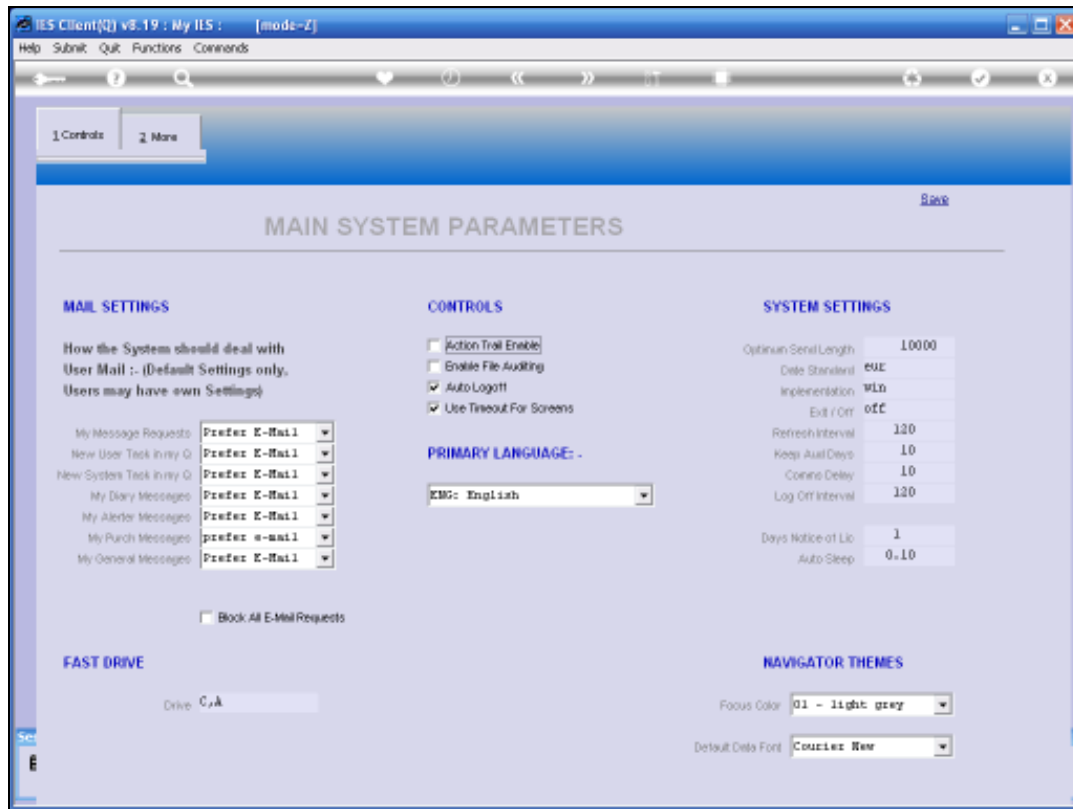 IES Client(Q) v8.19 : My IES : [mode=Z]
Help Submit Quit Functions Commands
1 Controls
2 More
Save
MAIN SYSTEM PARAMETERS
MAIL SETTINGS
How the System should deal with
User Mail :- (Default Settings only,
Users may have own Settings)
My Message Requests Prefer E-Mail
New User Task in my Q Prefer E-Mail
New System Task in my Q Prefer E-Mail
My Diary Messages Prefer E-Mail
My Alerter Messages Prefer E-Mail
My Purch Messages prefer e-mail
My General Messages Prefer E-Mail
Block All E-Mail Requests
FAST DRIVE
Drive C,A
CONTROLS
Action Trail Enable
Enable File Auditing
Auto Logoff
Use Timeout For Screens
PRIMARY LANGUAGE: -
ENG: English
SYSTEM SETTINGS
Optimum Send Length 10000
Date Standard eur
Implementation win
Exit / Off off
Refresh Interval 120
Keep Aud Days 10
Comms Delay 10
Log Off Interval 120
Days Notice of Lic 1
Auto Sleep 0.10
NAVIGATOR THEMES
Focus Color 01 - light grey
Default Data Font Courier New